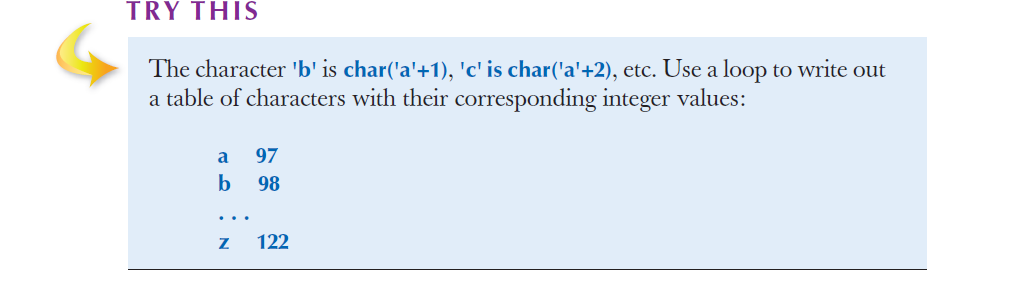 TRY THIS
The character 'b' is char('a'+1), 'c' is char('a'+2), etc. Use a loop to write out
a table of characters with their corresponding integer values:
a 97
b 98
. . .
z 122